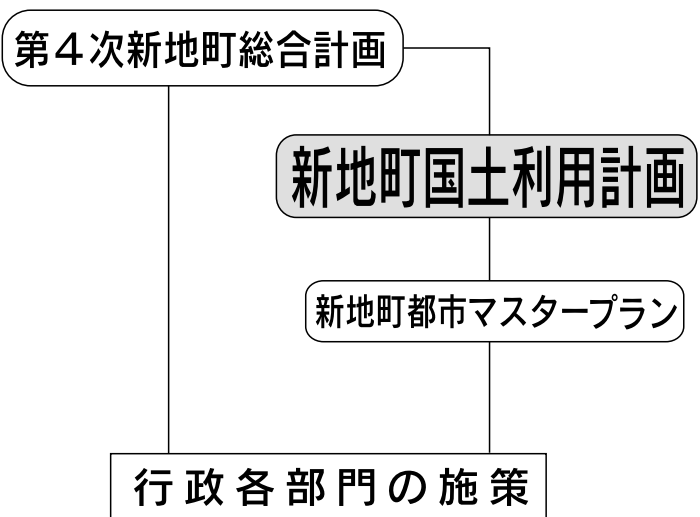 第４次新地町総合計画
新地町国土利用計画
新地町都市マスタープラン
行政各部門の施策